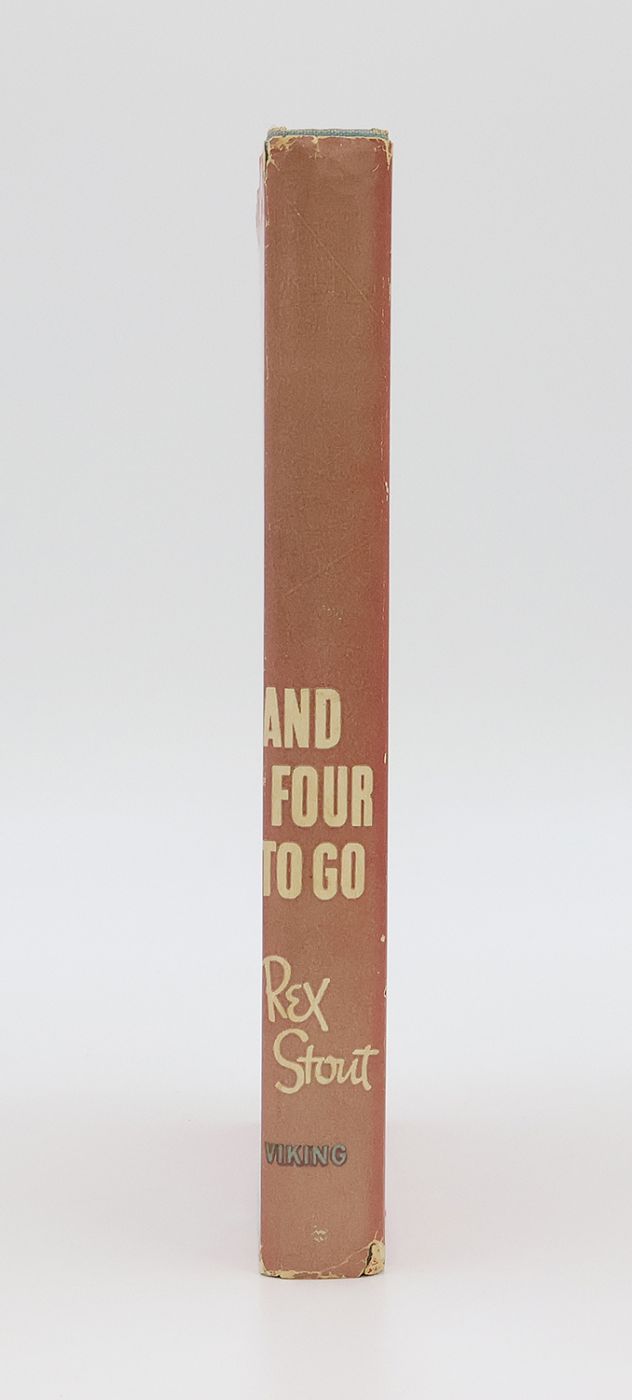 AND
FOUR
TO GO
Rex
Stout
VIKING